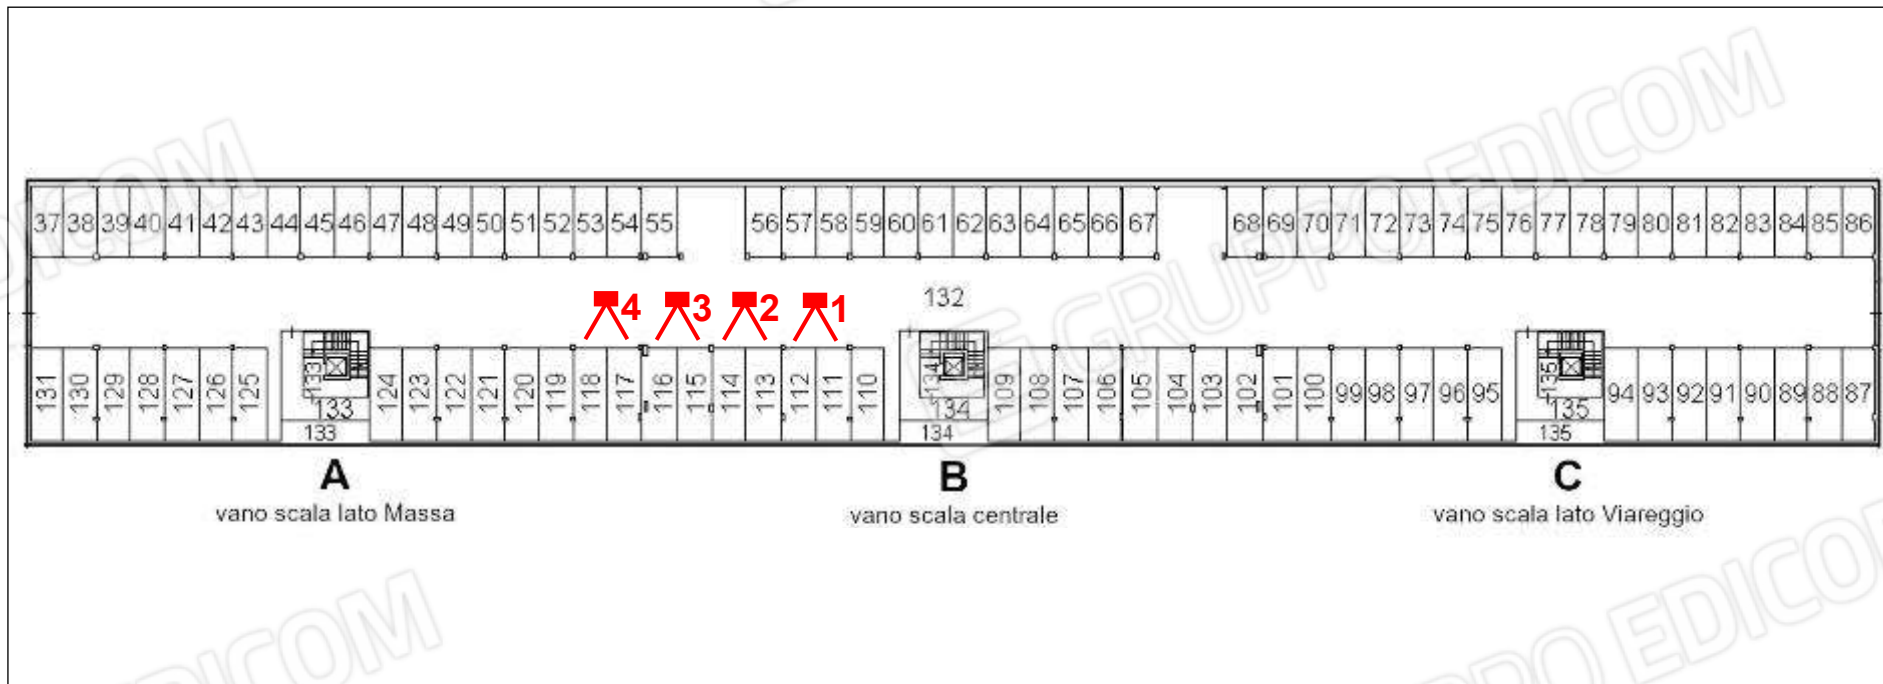 37 38 39 40 41 42 43 44 45 46 47 48 49 50 51 52 53 54 55 56 57 58 59 60 61 62 63 64 65 66 67 68 69 70 71 72 73 74 75 76 77 78 79 80 81 82 83 84 85 86
132
4 3 2 1
131 130 129 128 127 126 125 133 124 123 122 121 120 119 118 117 116 115 114 113 112 111 110 134 109 108 107 106 105 104 103 102 101 100 99 98 97 96 95 135 94 93 92 91 90 89 88 87
133 134 135
133 134 135
A B C
vano scala lato Massa vano scala centrale vano scala lato Viareggio
GRUPPO EDICOM
EDICOM
EDICOM